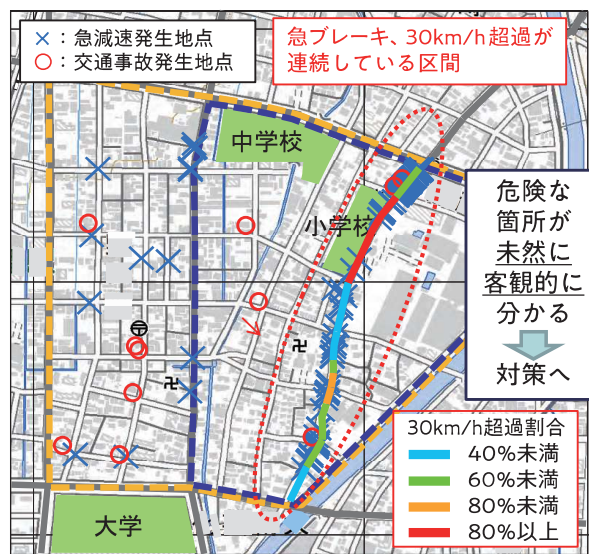 ×：急減速発生地点
○：交通事故発生地点
急ブレーキ、30km/h超過が
連続している区間
中学校
小学校
危険な
箇所が
未然に
客観的に
分かる
対策へ
30km/h超過割合
40%未満
60%未満
80%未満
80%以上
大学